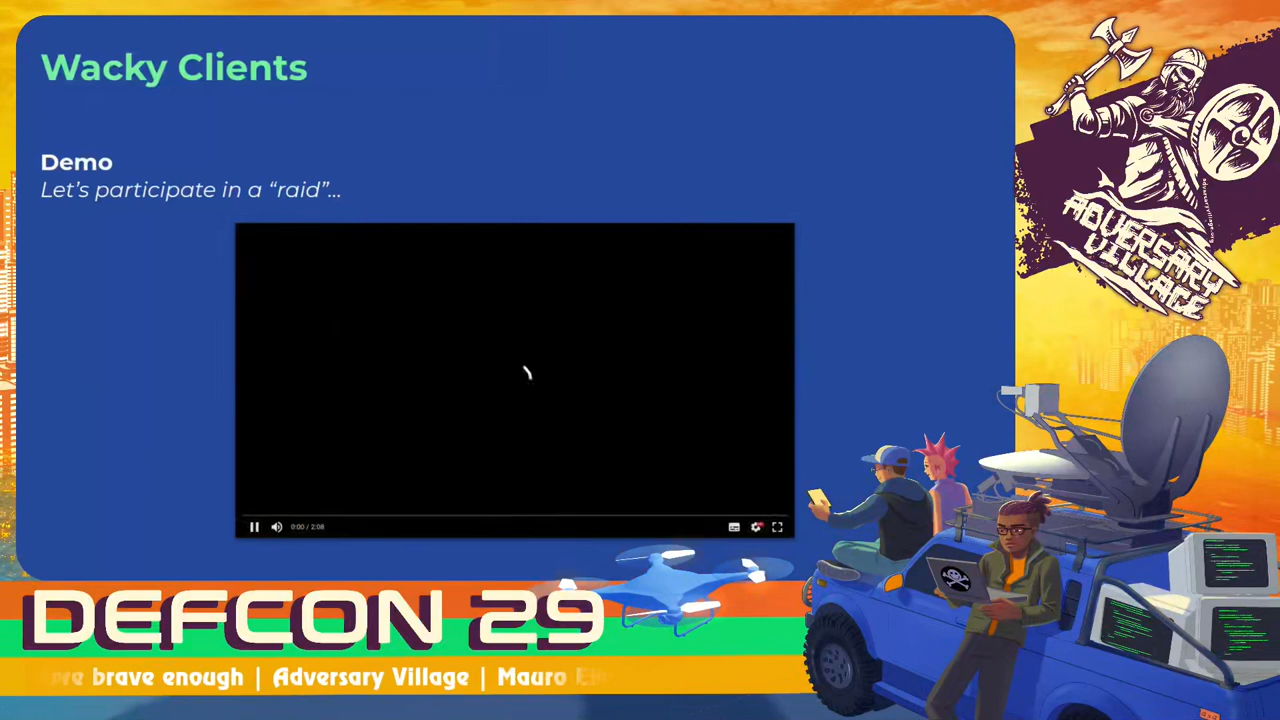 Wacky Clients
Demo
Let's participate in a “raid”...
0:00 / 2:08
ADVERSARY
VILLAGE
DEFCON 29
brave enough | Adversary Village | Mauro